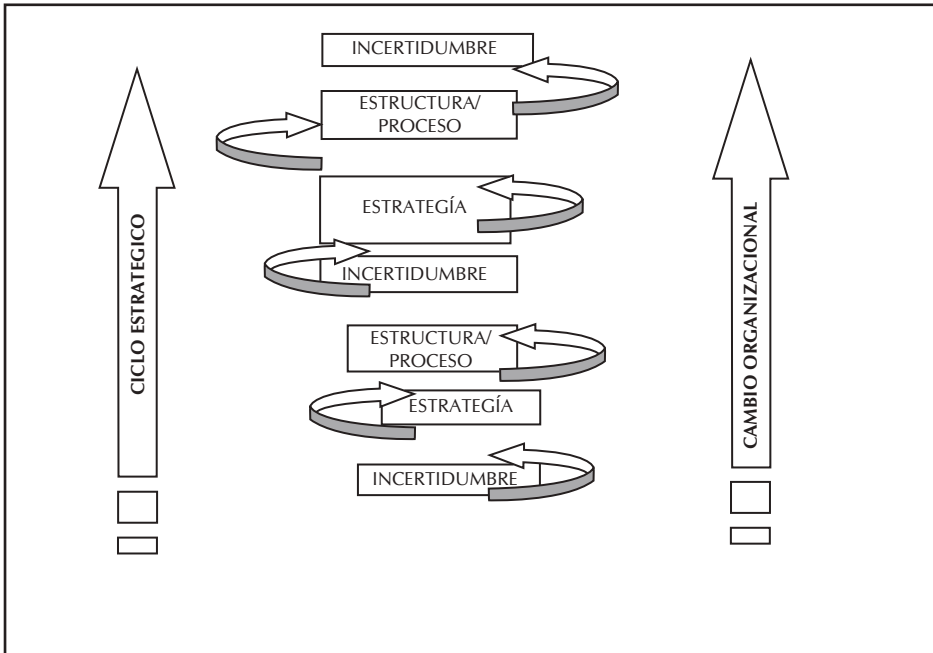 INCERTIDUMBRE
ESTRUCTURA/
PROCESO
ESTRATEGÍA
INCERTIDUMBRE
ESTRUCTURA/
PROCESO
ESTRATEGÍA
INCERTIDUMBRE
CICLO ESTRATEGICO
CAMBIO ORGANIZACIONAL